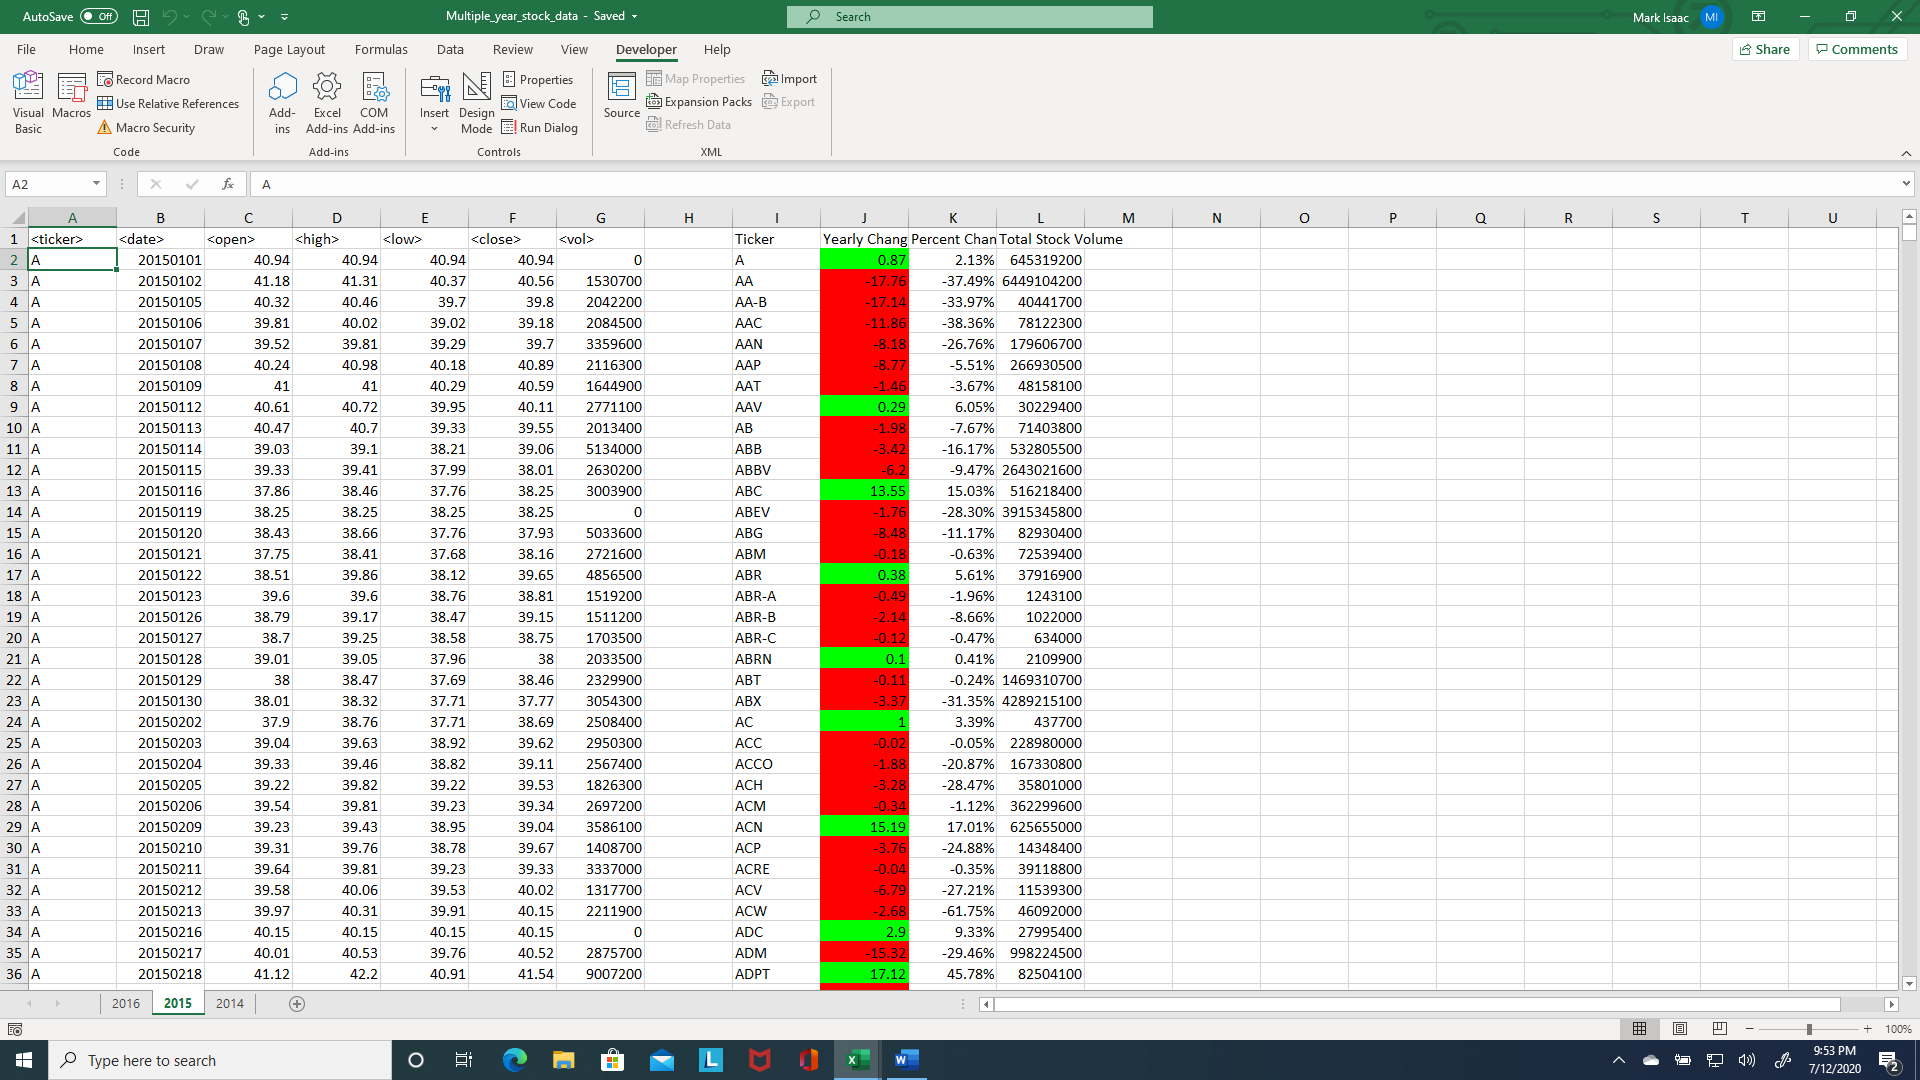 AutoSave Off Multiple_year_stock_data - Saved Search Mark Isaac MI
File Home Insert Draw Page Layout Formulas Data Review View Developer Help Share Comments
Visual Basic Macros Record Macro Use Relative References Macro Security
Add-ins Excel Add-ins COM Add-ins
Insert Design Mode Properties View Code Run Dialog
Source Map Properties Expansion Packs Refresh Data Import Export
Code Add-ins Controls XML
A2 fx A
A B C D E F G H I J K L M N O P Q R S T U
1 <ticker> <date> <open> <high> <low> <close> <vol> Ticker Yearly Chang Percent Chan Total Stock Volume
2 A 20150101 40.94 40.94 40.94 40.94 0 A 0.87 2.13% 645319200
3 A 20150102 41.18 41.31 40.37 40.56 1530700 AA -17.76 -37.49% 6449104200
4 A 20150105 40.32 40.46 39.7 39.8 2042200 AA-B -17.14 -33.97% 40441700
5 A 20150106 39.81 40.02 39.02 39.18 2084500 AAC -11.86 -38.36% 78122300
6 A 20150107 39.52 39.81 39.29 39.7 3359600 AAN -8.18 -26.76% 179606700
7 A 20150108 40.24 40.98 40.18 40.89 2116300 AAP -8.77 -5.51% 266930500
8 A 20150109 41 41 40.29 40.59 1644900 AAT -1.46 -3.67% 48158100
9 A 20150112 40.61 40.72 39.95 40.11 2771100 AAV 0.29 6.05% 30229400
10 A 20150113 40.47 40.7 39.33 39.55 2013400 AB -1.98 -7.67% 71403800
11 A 20150114 39.03 39.1 38.21 39.06 5134000 ABB -3.42 -16.17% 532805500
12 A 20150115 39.33 39.41 37.99 38.01 2630200 ABBV -6.2 -9.47% 2643021600
13 A 20150116 37.86 38.46 37.76 38.25 3003900 ABC 13.55 15.03% 516218400
14 A 20150119 38.25 38.25 38.25 38.25 0 ABEV -1.76 -28.30% 3915345800
15 A 20150120 38.43 38.66 37.76 37.93 5033600 ABG -8.48 -11.17% 82930400
16 A 20150121 37.75 38.41 37.68 38.16 2721600 ABM -0.18 -0.63% 72539400
17 A 20150122 38.51 39.86 38.12 39.65 4856500 ABR 0.38 5.61% 37916900
18 A 20150123 39.6 39.6 38.76 38.81 1519200 ABR-A -0.49 -1.96% 1243100
19 A 20150126 38.79 39.17 38.47 39.15 1511200 ABR-B -2.14 -8.66% 1022000
20 A 20150127 38.7 39.25 38.58 38.75 1703500 ABR-C -0.12 -0.47% 634000
21 A 20150128 39.01 39.05 37.96 38 2033500 ABRN 0.1 0.41% 2109900
22 A 20150129 38 38.47 37.69 38.46 2329900 ABT -0.11 -0.24% 1469310700
23 A 20150130 38.01 38.32 37.71 37.77 3054300 ABX -3.37 -31.35% 4289215100
24 A 20150202 37.9 38.76 37.71 38.69 2508400 AC 1 3.39% 437700
25 A 20150203 39.04 39.63 38.92 39.62 2950300 ACC -0.02 -0.05% 228980000
26 A 20150204 39.33 39.46 38.82 39.11 2567400 ACCO -1.88 -20.87% 167330800
27 A 20150205 39.22 39.82 39.22 39.53 1826300 ACH -3.28 -28.47% 35801000
28 A 20150206 39.54 39.81 39.23 39.34 2697200 ACM -0.34 -1.12% 362299600
29 A 20150209 39.23 39.43 38.95 39.04 3586100 ACN 15.19 17.01% 625655000
30 A 20150210 39.31 39.76 38.78 39.67 1408700 ACP -3.76 -24.88% 14348400
31 A 20150211 39.64 39.81 39.23 39.33 3337000 ACRE -0.04 -0.35% 39118800
32 A 20150212 39.58 40.06 39.53 40.02 1317700 ACV -6.79 -27.21% 11539300
33 A 20150213 39.97 40.31 39.91 40.15 2211900 ACW -2.68 -61.75% 46092000
34 A 20150216 40.15 40.15 40.15 40.15 0 ADC 2.9 9.33% 27995400
35 A 20150217 40.01 40.53 39.76 40.52 2875700 ADM -15.32 -29.46% 998224500
36 A 20150218 41.12 42.2 40.91 41.54 9007200 ADPT 17.12 45.78% 82504100
2016 2015 2014
100%
Type here to search 9:53 PM
7/12/2020 2